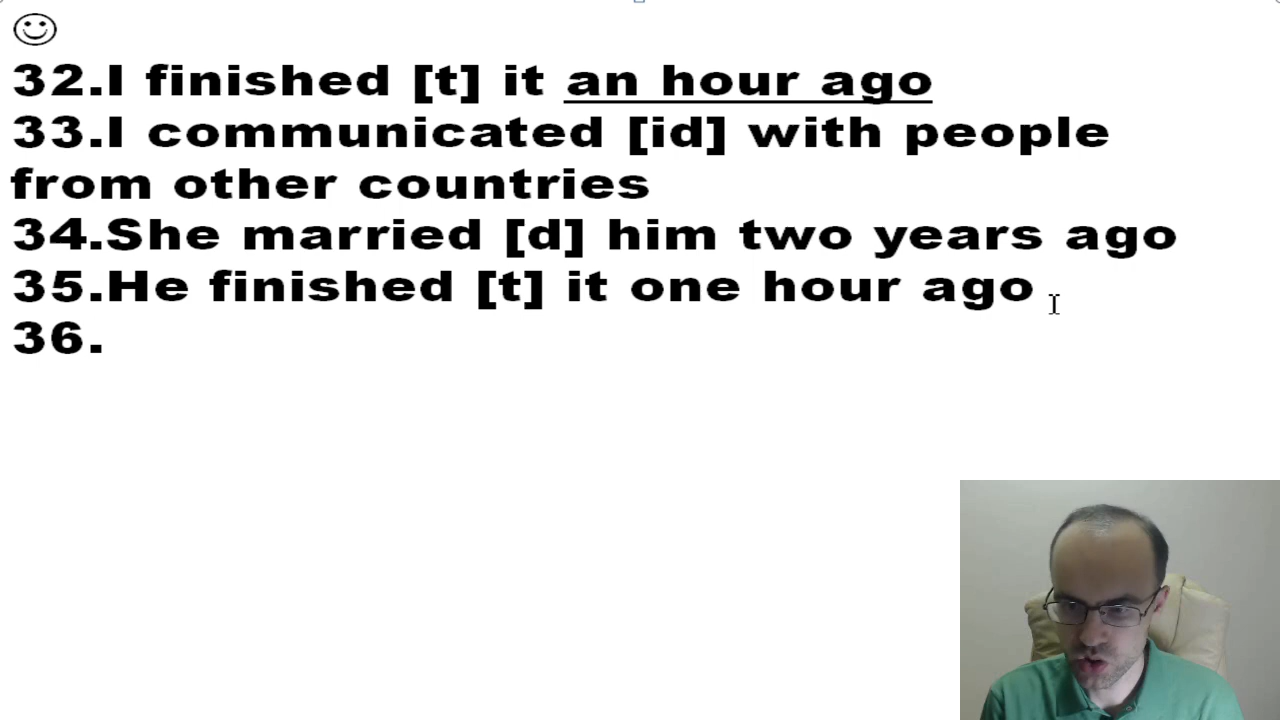 32.I finished [t] it an hour ago
33.I communicated [id] with people
from other countries
34.She married [d] him two years ago
35.He finished [t] it one hour ago
36.